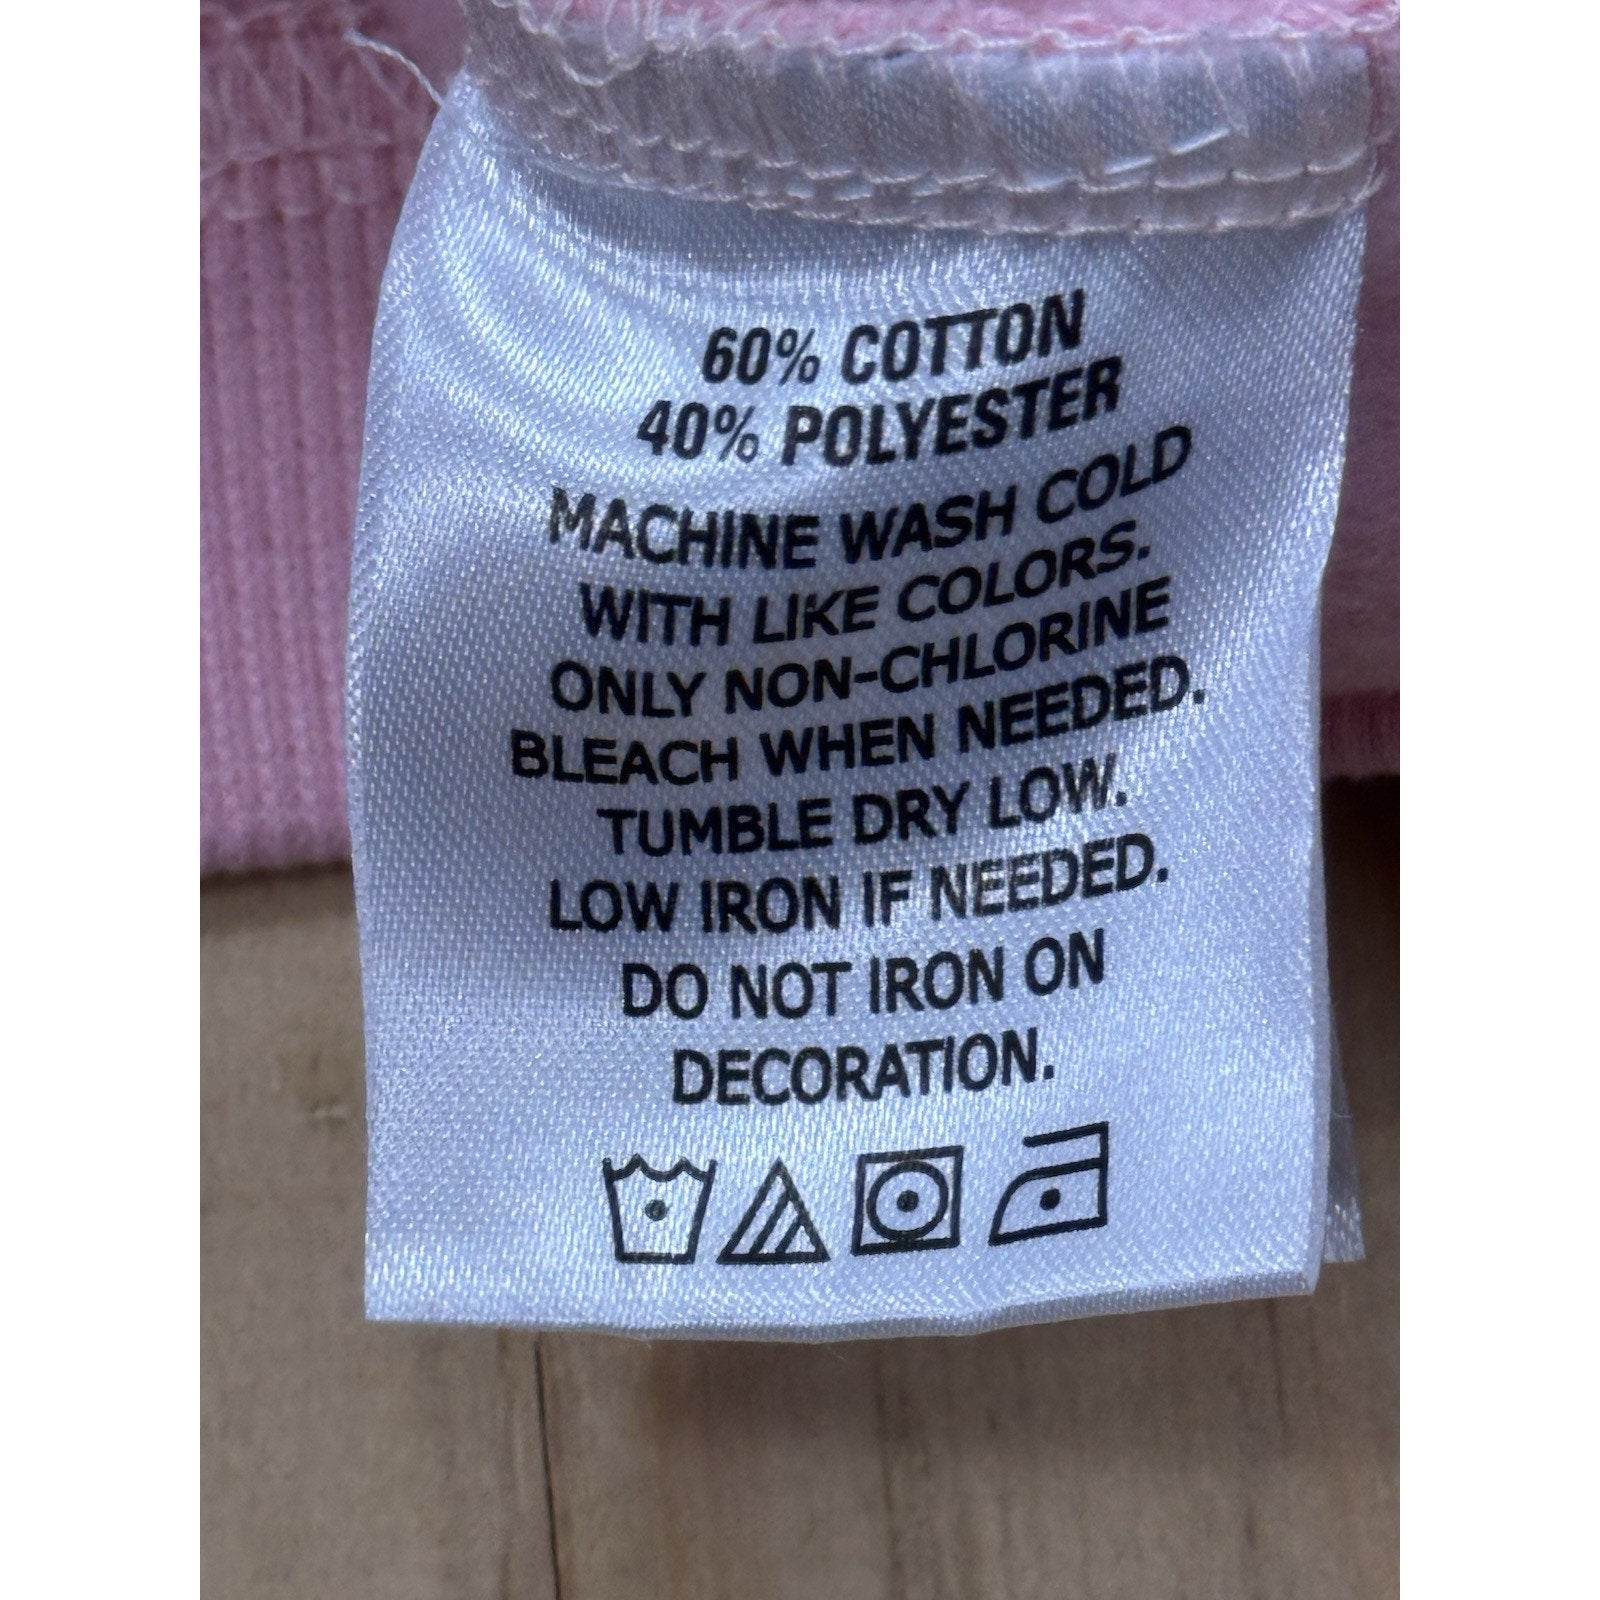 60% COTTON
40% POLYESTER
MACHINE WASH COLD
WITH LIKE COLORS.
ONLY NON-CHLORINE
BLEACH WHEN NEEDED.
TUMBLE DRY LOW.
LOW IRON IF NEEDED.
DO NOT IRON ON
DECORATION.